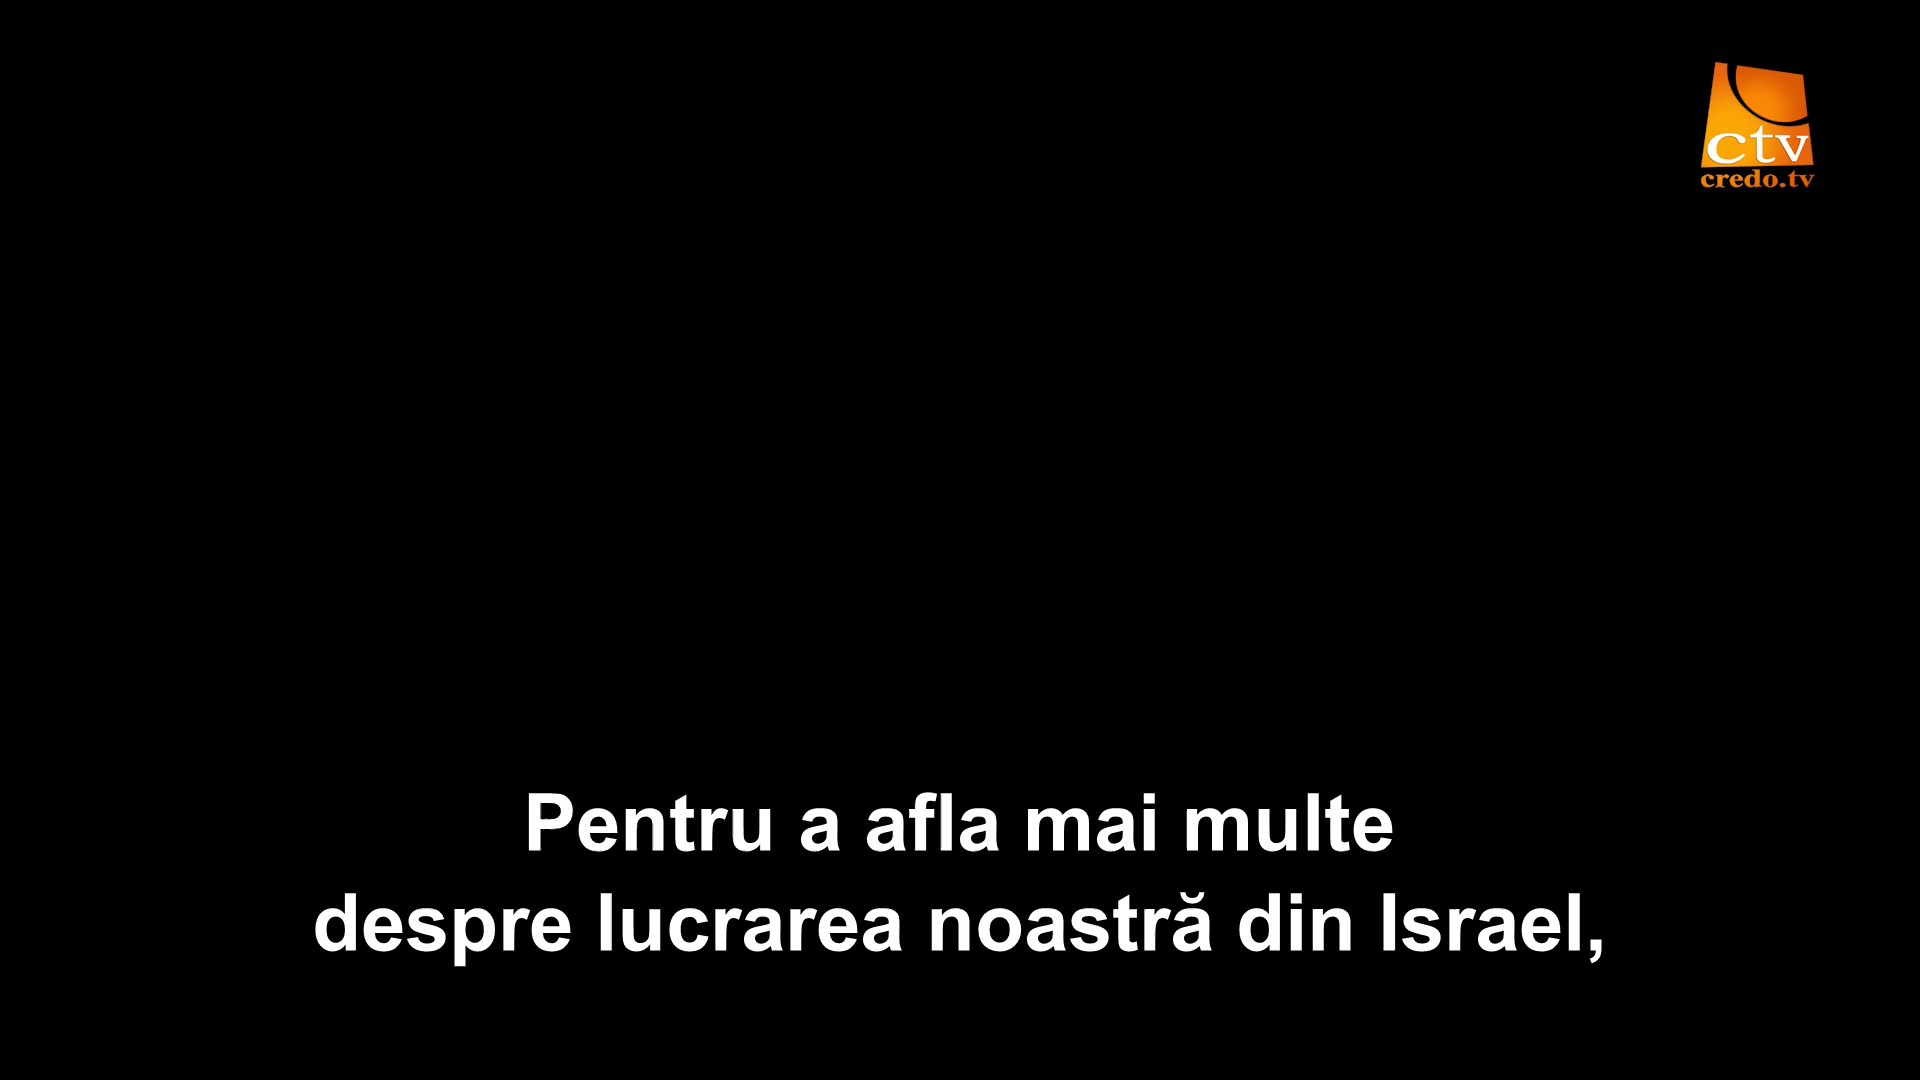 ctv
credo.tv
Pentru a afla mai multe
despre lucrarea noastră din Israel,